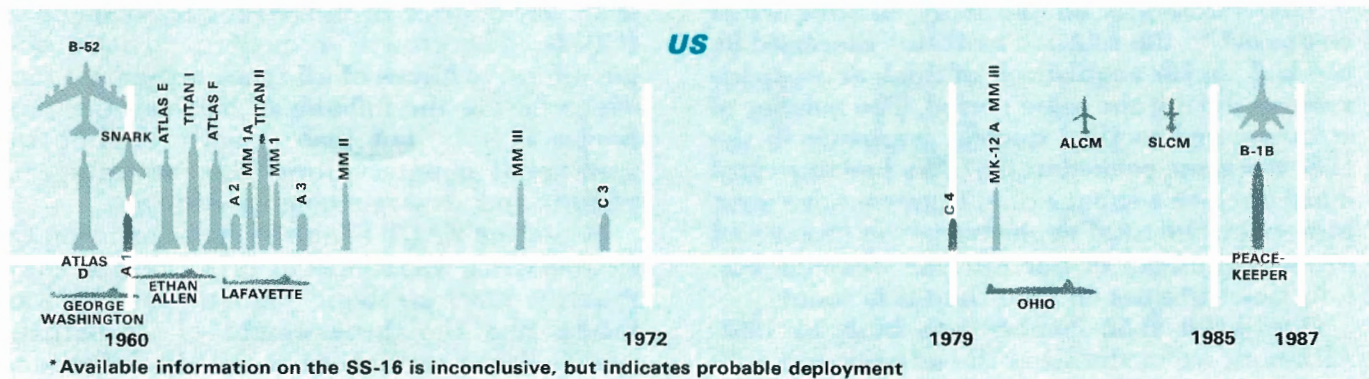 US
B-52
SNARK
ATLAS E
TITAN I
ATLAS F
A 2
MM 1A
TITAN II
MM 1
A 3
MM II
MM III
C 3
C 4
MK-12 A MM III
ALCM
SLCM
B-1B
ATLAS
D
A 1
GEORGE
WASHINGTON
ETHAN
ALLEN
LAFAYETTE
OHIO
PEACE-
KEEPER
1960
1972
1979
1985
1987
*Available information on the SS-16 is inconclusive, but indicates probable deployment